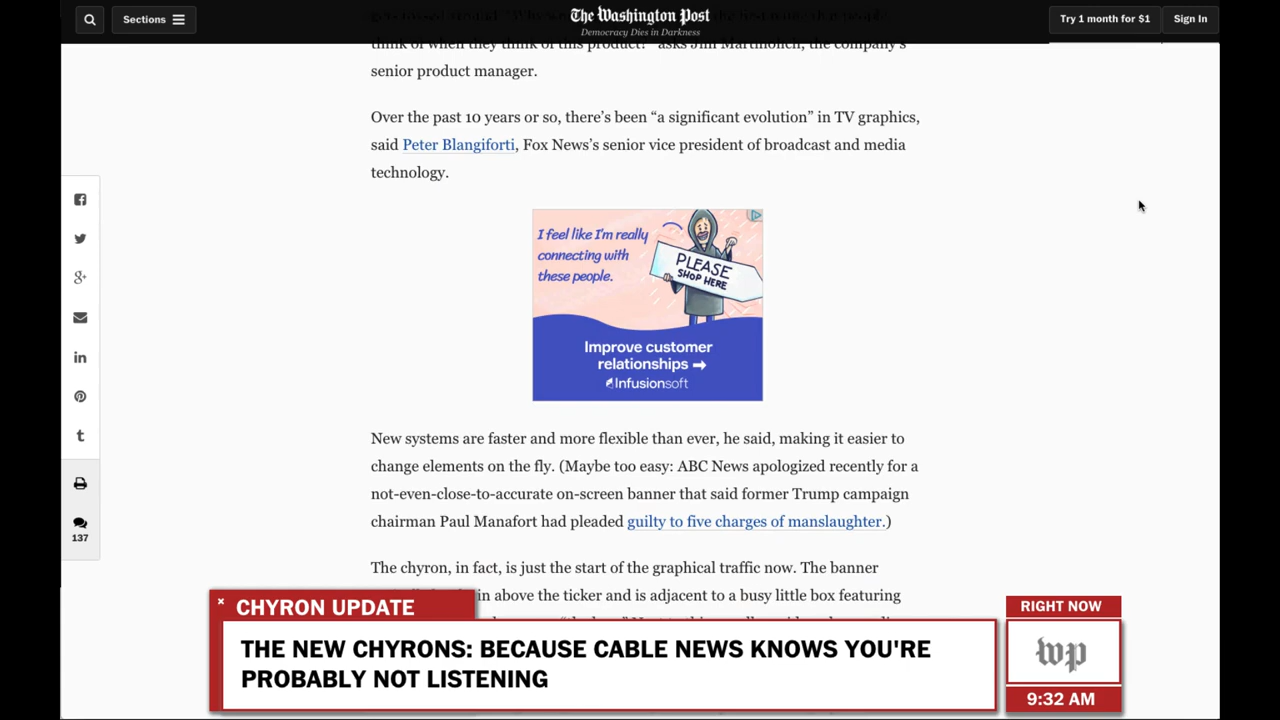 Sections
The Washington Post
Democracy Dies in Darkness
Try 1 month for $1
Sign In
think of when they think of this product?" asks Jim Martinolich, the company's
senior product manager.
Over the past 10 years or so, there's been “a significant evolution” in TV graphics,
said Peter Blangiforti, Fox News’s senior vice president of broadcast and media
technology.
I feel like I'm really
connecting with
these people.
PLEASE
SHOP HERE
Improve customer
relationships ➡
Infusionsoft
New systems are faster and more flexible than ever, he said, making it easier to
change elements on the fly. (Maybe too easy: ABC News apologized recently for a
not-even-close-to-accurate on-screen banner that said former Trump campaign
chairman Paul Manafort had pleaded guilty to five charges of manslaughter.)
137
The chyron, in fact, is just the start of the graphical traffic now. The banner
in above the ticker and is adjacent to a busy little box featuring
× CHYRON UPDATE
THE NEW CHYRONS: BECAUSE CABLE NEWS KNOWS YOU'RE
PROBABLY NOT LISTENING
RIGHT NOW
wp
9:32 AM